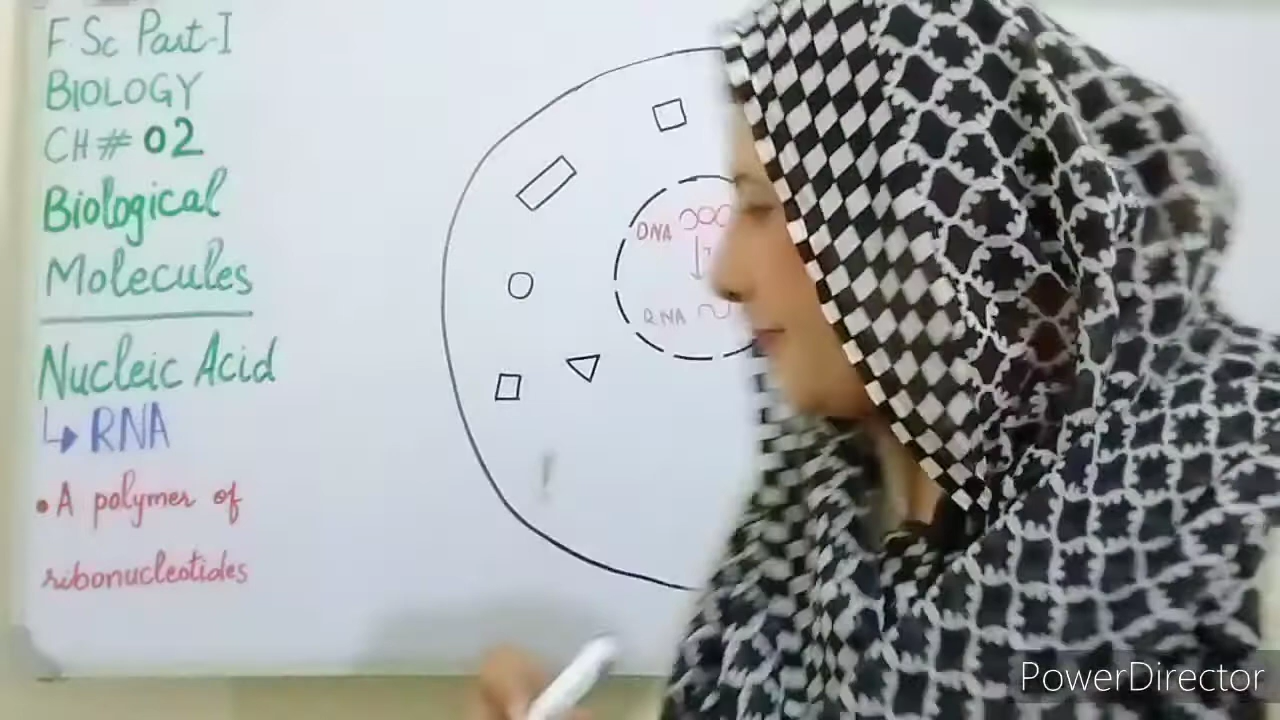 F.Sc Part-I
BIOLOGY
CH # 02
Biological
Molecules
Nucleic Acid
↳ RNA
• A polymer of
ribonucleotides
DNA
RNA
PowerDirector